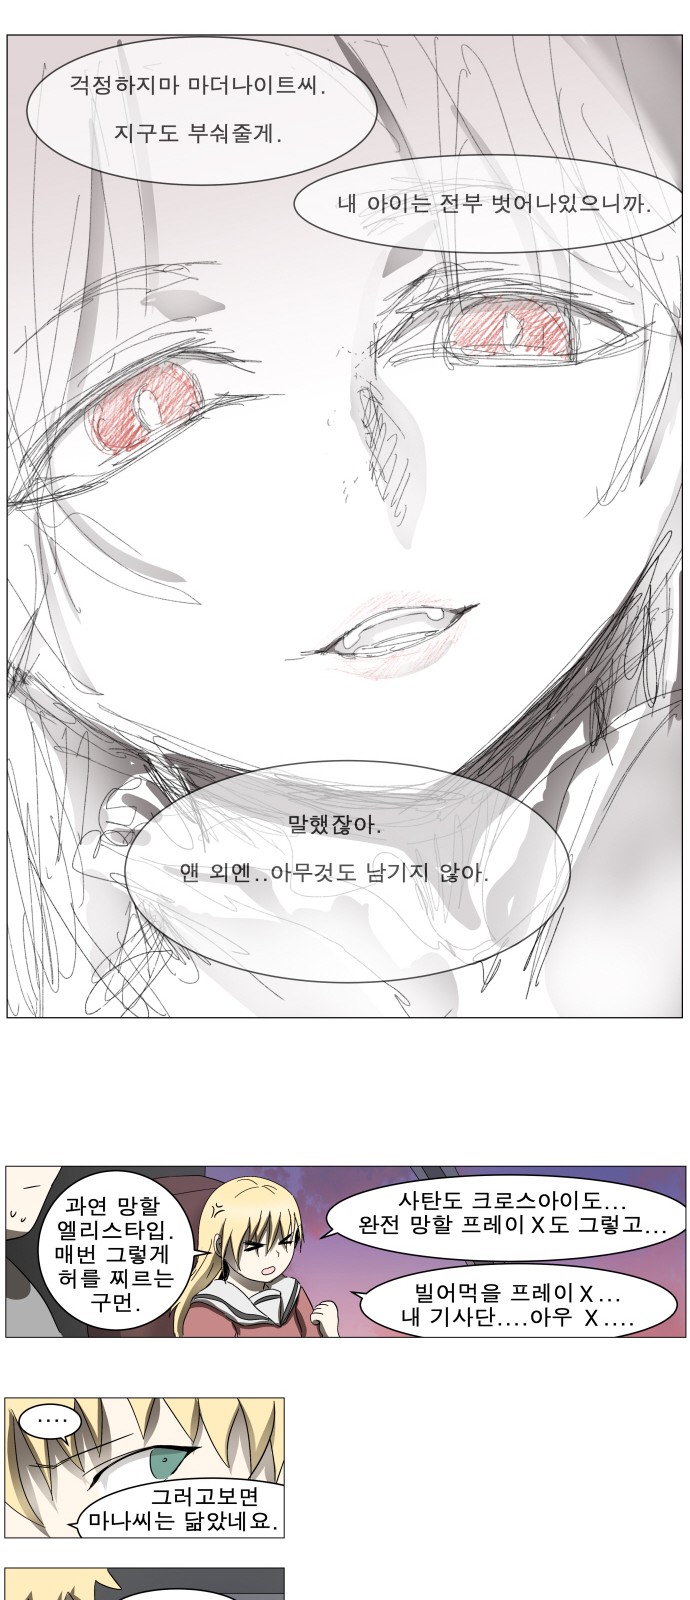 걱정하지마 마더나이트씨.
지구도 부숴줄게.
내 아이는 전부 벗어나있으니까.
말했잖아.
앤 외엔..아무것도 남기지 않아.
과연 망할
엘리스타입.
매번 그렇게
허를 찌르는
구먼.
사탄도 크로스아이도...
완전 망할 프레이X도 그렇고...
빌어먹을 프레이X...
내 기사단....아우 X....
....
그러고보면
마나씨는 닮았네요.